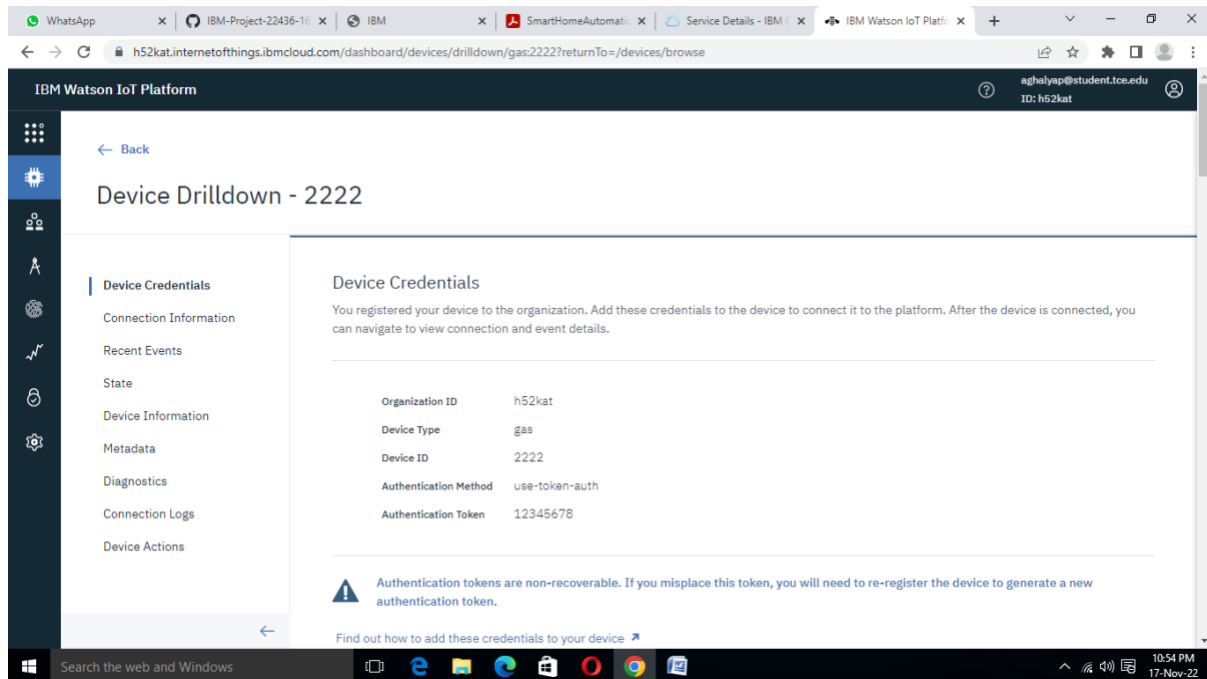 WhatsApp
IBM-Project-22436-16
IBM
SmartHomeAutomatic
Service Details - IBM C
IBM Watson IoT Platfo
h52kat.internetofthings.ibmcloud.com/dashboard/devices/drilldown/gas:2222?returnTo=/devices/browse
IBM Watson IoT Platform
aghalyap@student.tce.edu
ID: h52kat
Back
Device Drilldown - 2222
Device Credentials
Connection Information
Recent Events
State
Device Information
Metadata
Diagnostics
Connection Logs
Device Actions
Device Credentials
You registered your device to the organization. Add these credentials to the device to connect it to the platform. After the device is connected, you
can navigate to view connection and event details.
Organization ID h52kat
Device Type gas
Device ID 2222
Authentication Method use-token-auth
Authentication Token 12345678
Authentication tokens are non-recoverable. If you misplace this token, you will need to re-register the device to generate a new
authentication token.
Find out how to add these credentials to your device
Search the web and Windows
10:54 PM
17-Nov-22